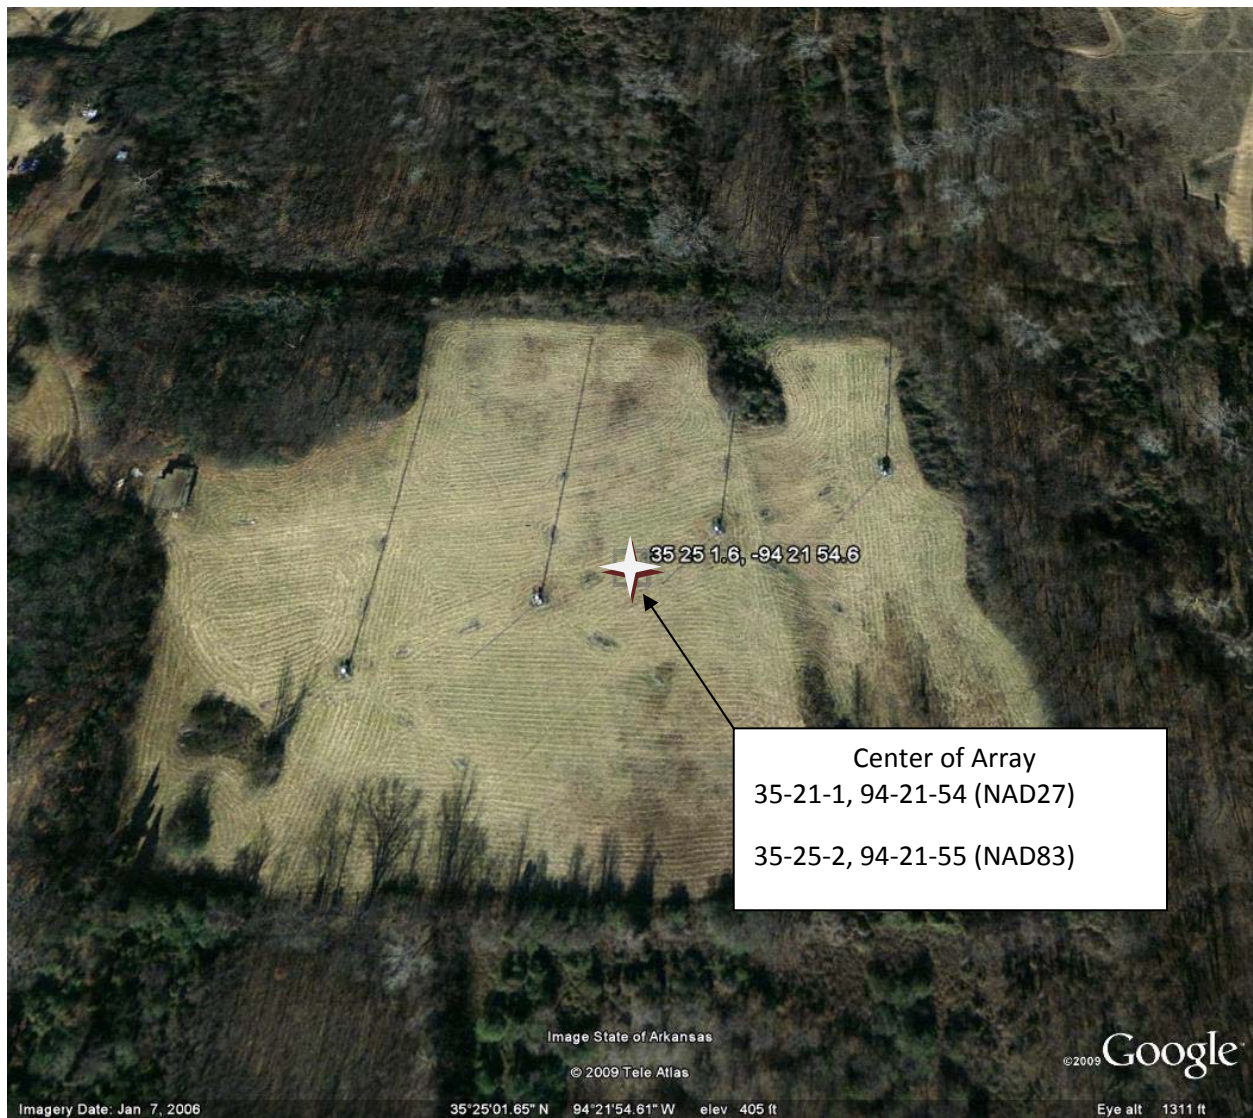 35 25 1.6, -94 21 54.6
Center of Array
35-21-1, 94-21-54 (NAD27)
35-25-2, 94-21-55 (NAD83)
Image State of Arkansas
© 2009 Tele Atlas
©2009 Google
Imagery Date: Jan 7, 2006 35°25'01.65" N 94°21'54.61" W elev 405 ft Eye alt 1311 ft